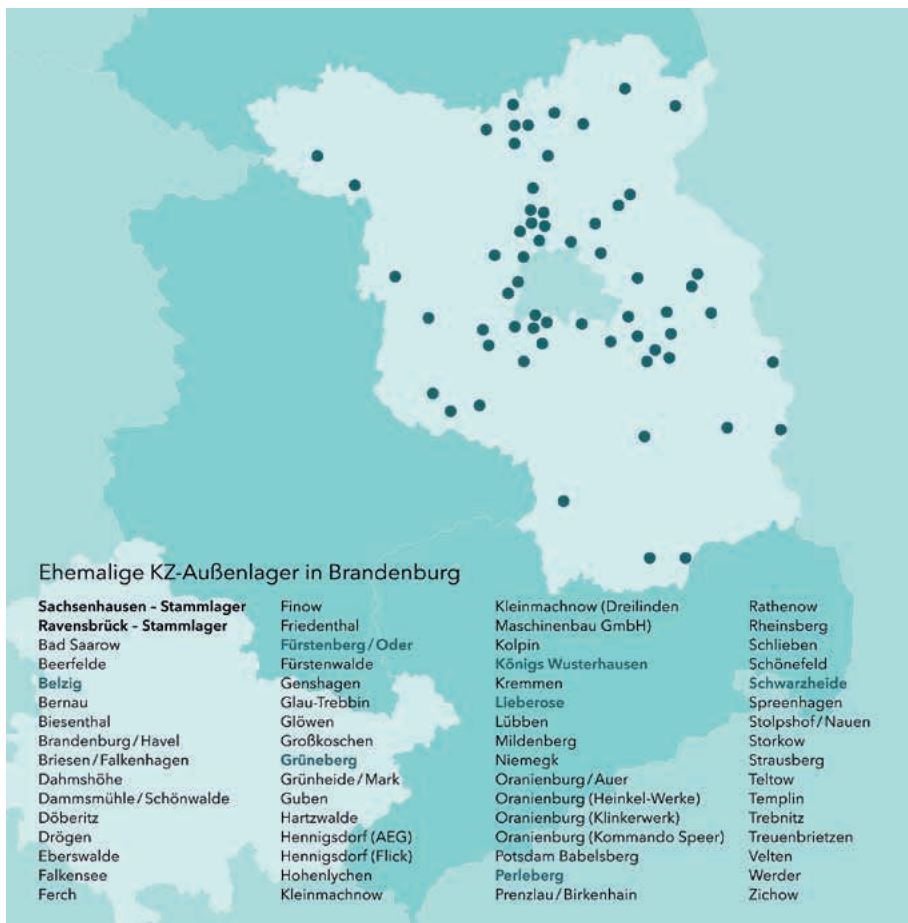 Ehemalige KZ-Außenlager in Brandenburg
Sachsenhausen – Stammlager
Ravensbrück – Stammlager
Bad Saarow
Beerfelde
Belzig
Bernau
Biesenthal
Brandenburg/Havel
Briesen/Falkenhagen
Dahmshöhe
Dammsmühle/Schönwalde
Döberitz
Drögen
Eberswalde
Falkensee
Ferch
Finow
Friedenthal
Fürstenberg/Oder
Fürstenwalde
Genshagen
Glau-Trebbin
Glöwen
Großkoschen
Grüneberg
Grünheide/Mark
Guben
Hartzwalde
Hennigsdorf (AEG)
Hennigsdorf (Flick)
Hohenlychen
Kleinmachnow
Kleinmachnow (Dreilinden
Maschinenbau GmbH)
Kolpin
Königs Wusterhausen
Kremmen
Lieberose
Lübben
Mildenberg
Niemegk
Oranienburg/Auer
Oranienburg (Heinkel-Werke)
Oranienburg (Klinkerwerk)
Oranienburg (Kommando Speer)
Potsdam Babelsberg
Perleberg
Prenzlau/Birkenhain
Rathenow
Rheinsberg
Schlieben
Schönefeld
Schwarzheide
Spreenhagen
Stolpshof/Nauen
Storkow
Strausberg
Teltow
Templin
Trebnitz
Treuenbrietzen
Velten
Werder
Zichow